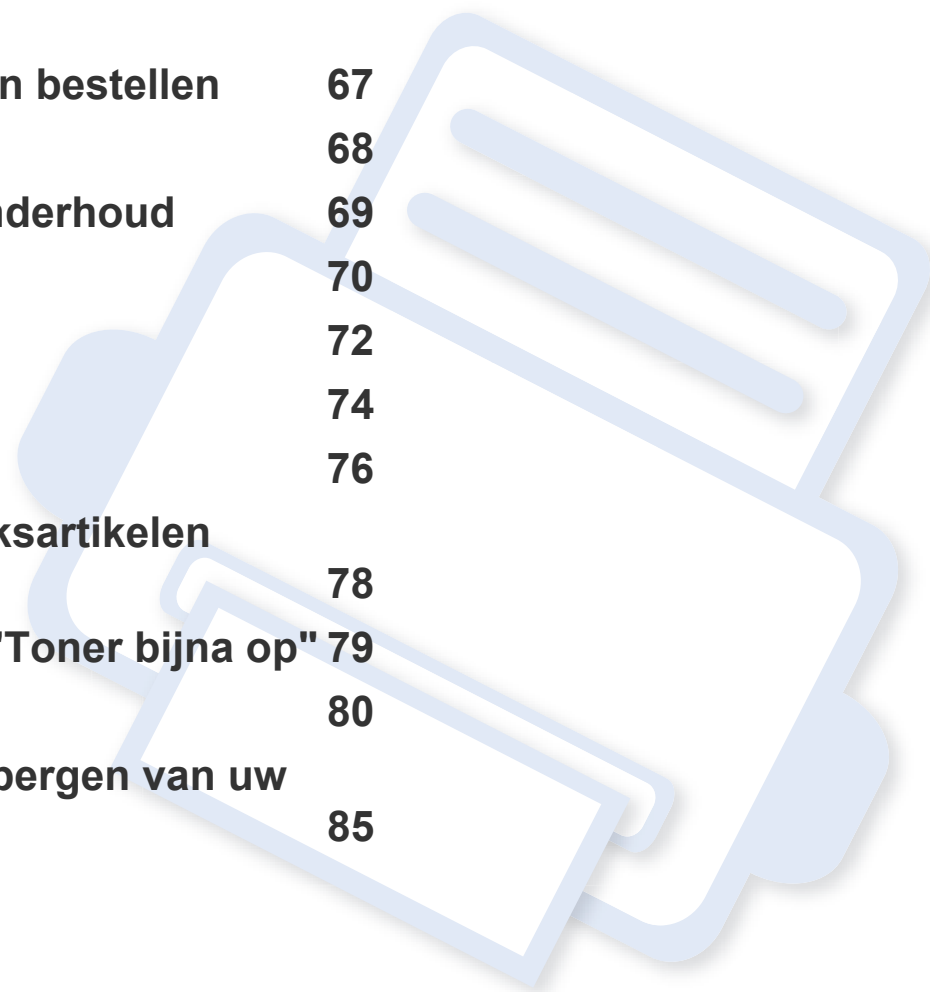 n bestellen 67
68
nderhoud 69
70
72
74
76
ksartikelen
78
"Toner bijna op" 79
80
bergen van uw
85